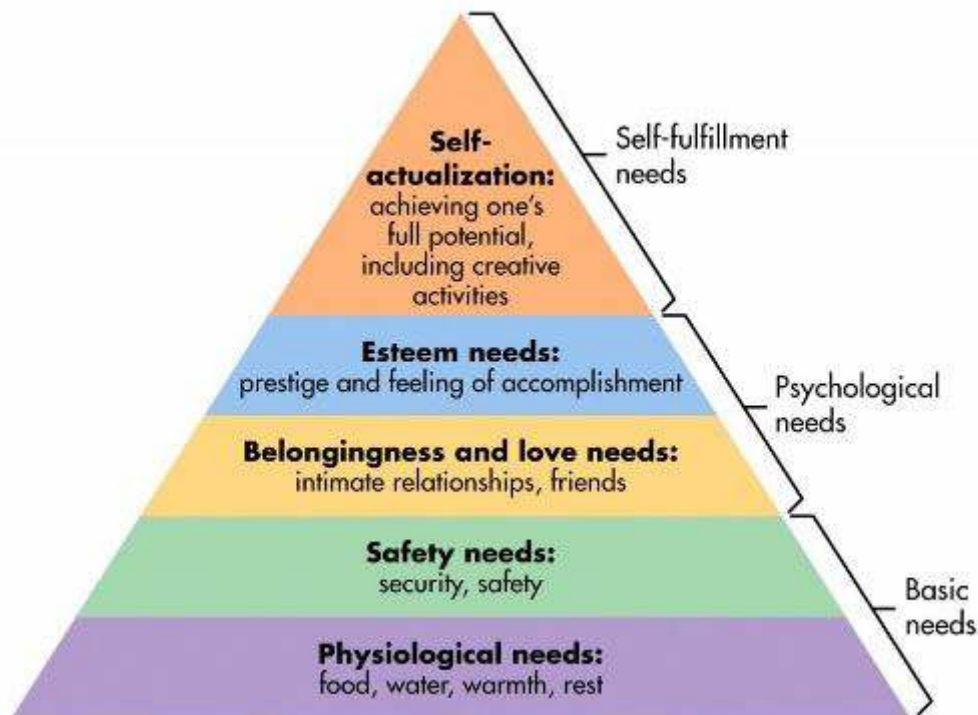 Self-
actualization:
achieving one's
full potential,
including creative
activities
Self-fulfillment
needs
Esteem needs:
prestige and feeling of accomplishment
Psychological
needs
Belongingness and love needs:
intimate relationships, friends
Safety needs:
security, safety
Basic
needs
Physiological needs:
food, water, warmth, rest